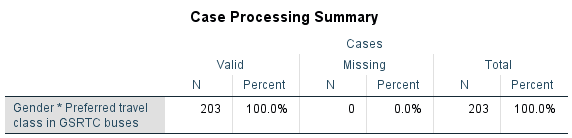 Case Processing Summary
Cases
Valid Missing Total
N Percent N Percent N Percent
Gender * Preferred travel class in GSRTC buses 203 100.0% 0 0.0% 203 100.0%